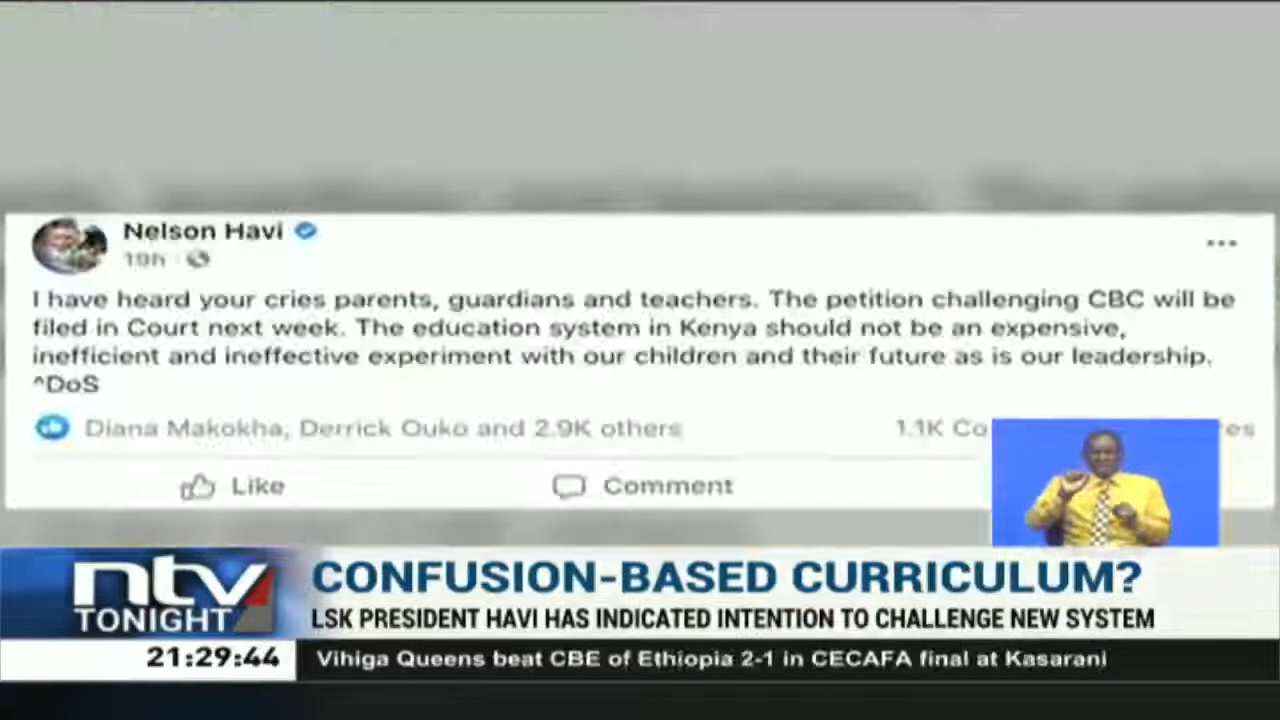 Nelson Havi
19h
I have heard your cries parents, guardians and teachers. The petition challenging CBC will be
filed in Court next week. The education system in Kenya should not be an expensive,
inefficient and ineffective experiment with our children and their future as is our leadership.
^DoS
Diana Makokha, Derrick Ouko and 2.9K others 1.1K Co es
Like Comment
ntv TONIGHT
CONFUSION-BASED CURRICULUM?
LSK PRESIDENT HAVI HAS INDICATED INTENTION TO CHALLENGE NEW SYSTEM
21:29:44 Vihiga Queens beat CBE of Ethiopia 2-1 in CECAFA final at Kasarani